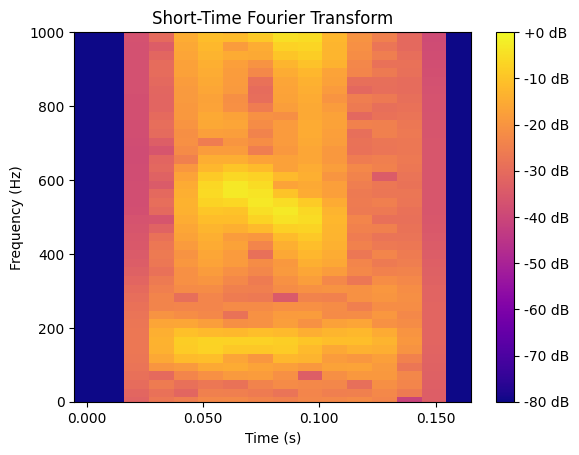 Short-Time Fourier Transform
1000
800
600
400
200
0
Frequency (Hz)
0.000
0.050
0.100
0.150
Time (s)
+0 dB
-10 dB
-20 dB
-30 dB
-40 dB
-50 dB
-60 dB
-70 dB
-80 dB